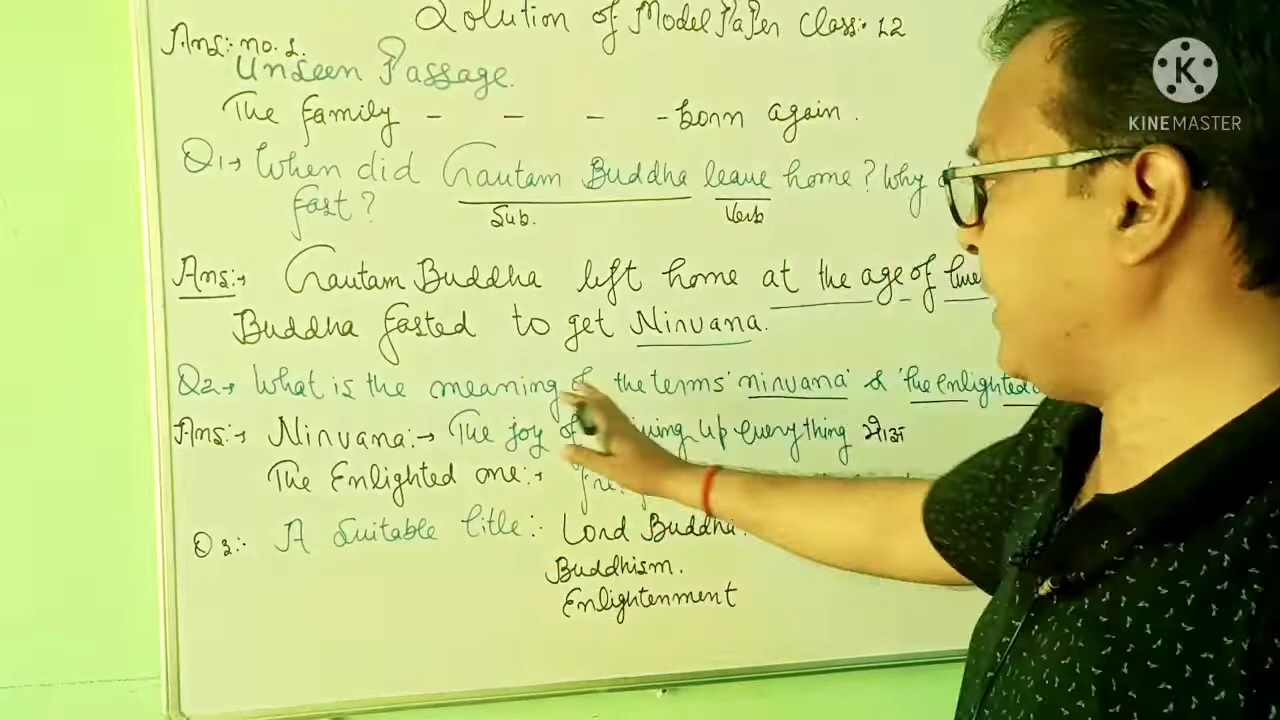 Solution of Model Paper Class:- 12
Ans:- no. 1.
Unseen Passage.
The family - - - - born again.
Q1→ When did Gautam Buddha leave home? Why
fast?
Sub. Verb
Ans:→ Gautam Buddha left home at the age of
Buddha fasted to get Nirvana.
Q2→ What is the meaning of the terms 'nirvana' & 'the enlighted
Ans:→ Nirvana:→ The joy of up everything मोक्ष
The Enlighted one:→
Q 3:- A Suitable title:- Lord Buddha.
Buddhism.
Enlightenment
K
KINEMASTER